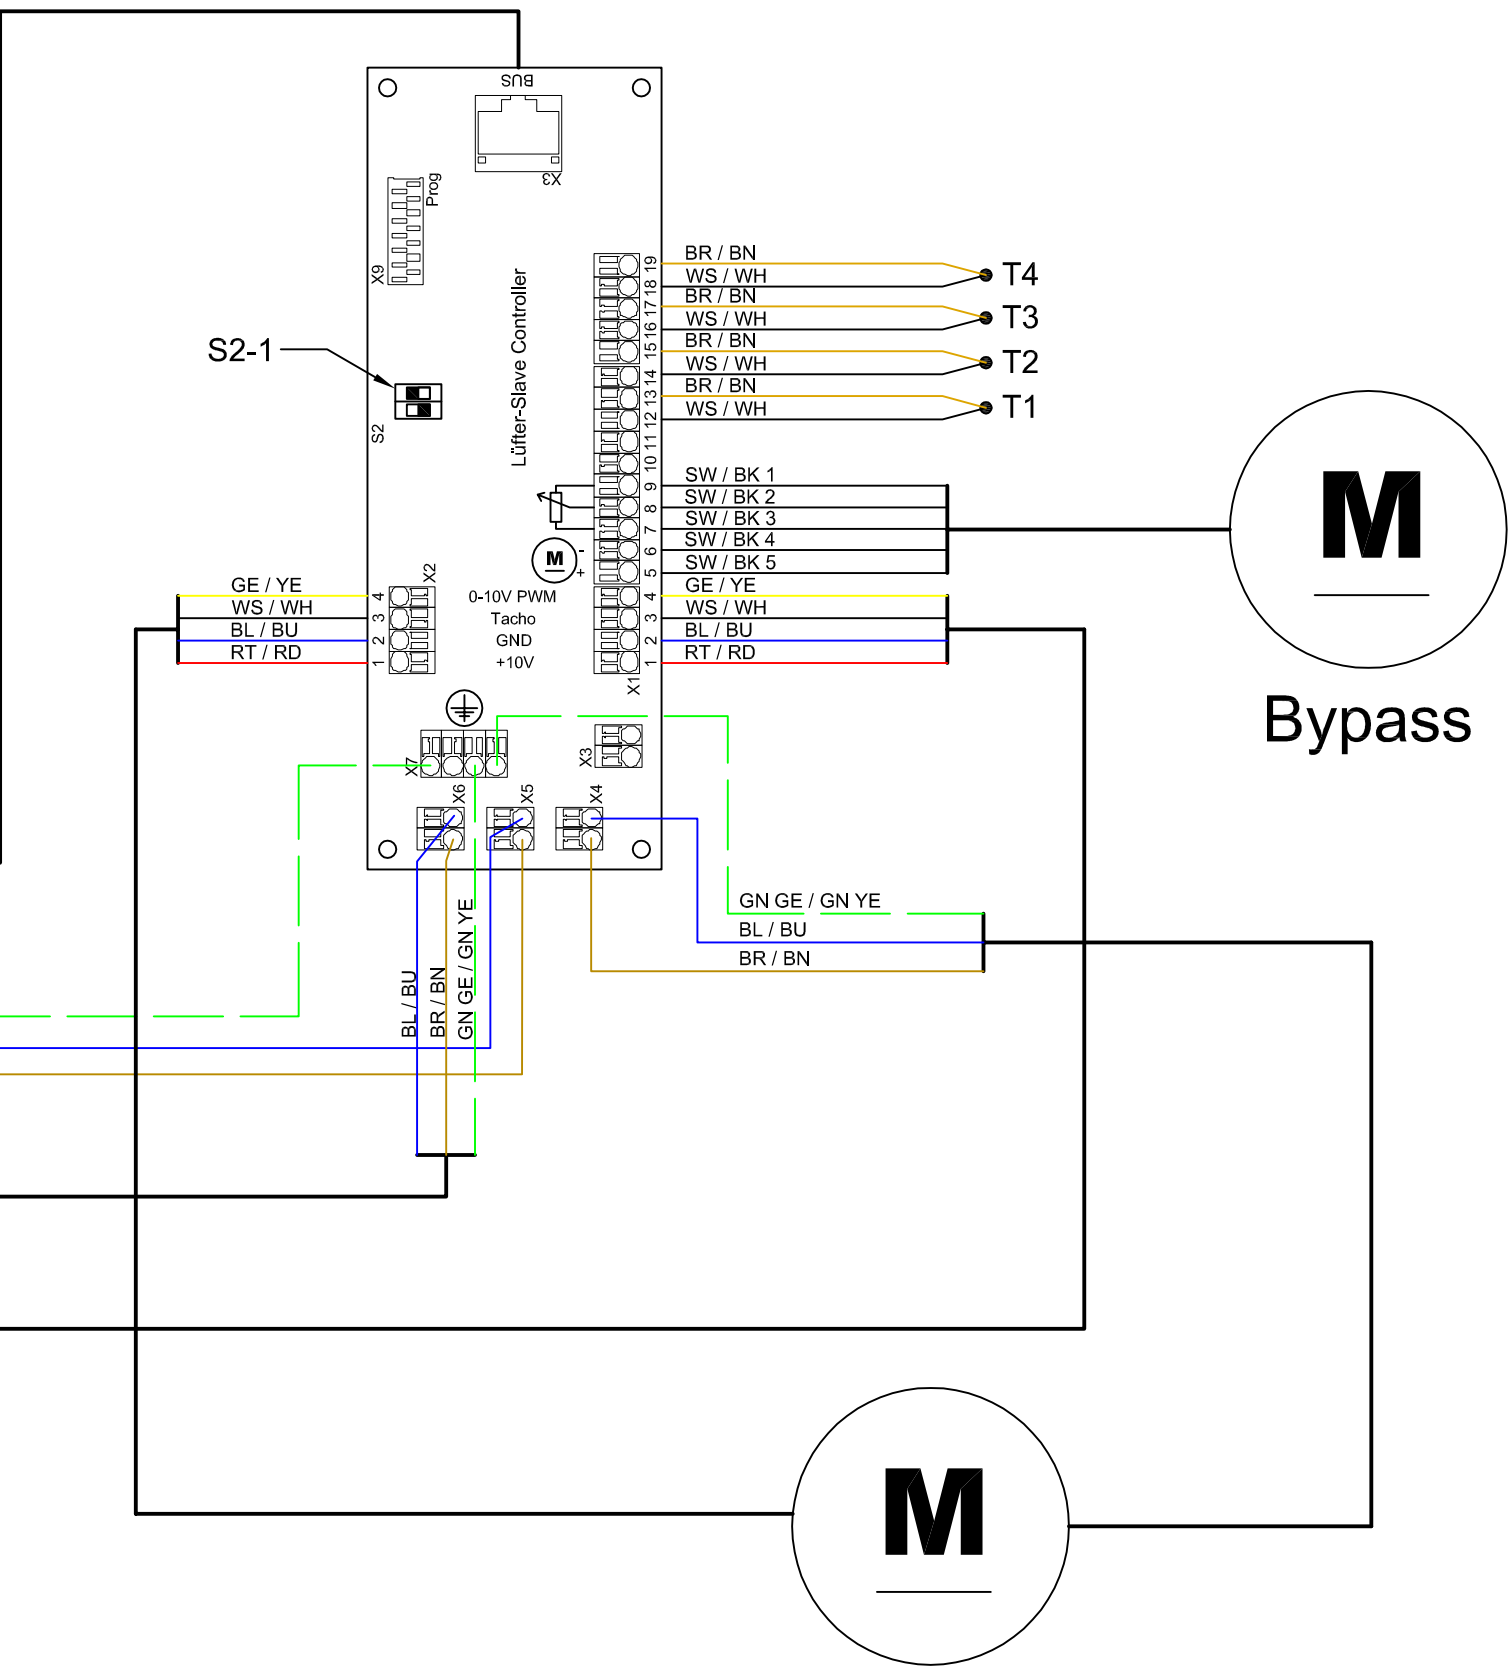 BUS
X3
Prog
X9
S2-1
S2
Lüfter-Slave Controller
19 BR / BN
18 WS / WH
T4
17 BR / BN
16 WS / WH
T3
15 BR / BN
14 WS / WH
T2
13 BR / BN
12 WS / WH
T1
11
10
9 SW / BK 1
8 SW / BK 2
7 SW / BK 3
6 SW / BK 4
5 SW / BK 5
M
-
+
M
Bypass
X2
GE / YE 4 0-10V PWM 4 GE / YE
WS / WH 3 Tacho 3 WS / WH
BL / BU 2 GND 2 BL / BU
RT / RD 1 +10V 1 RT / RD
X1
X7
X3
X6
X5
X4
GN GE / GN YE
BL / BU
BR / BN
BL / BU
BR / BN
GN GE / GN YE
M